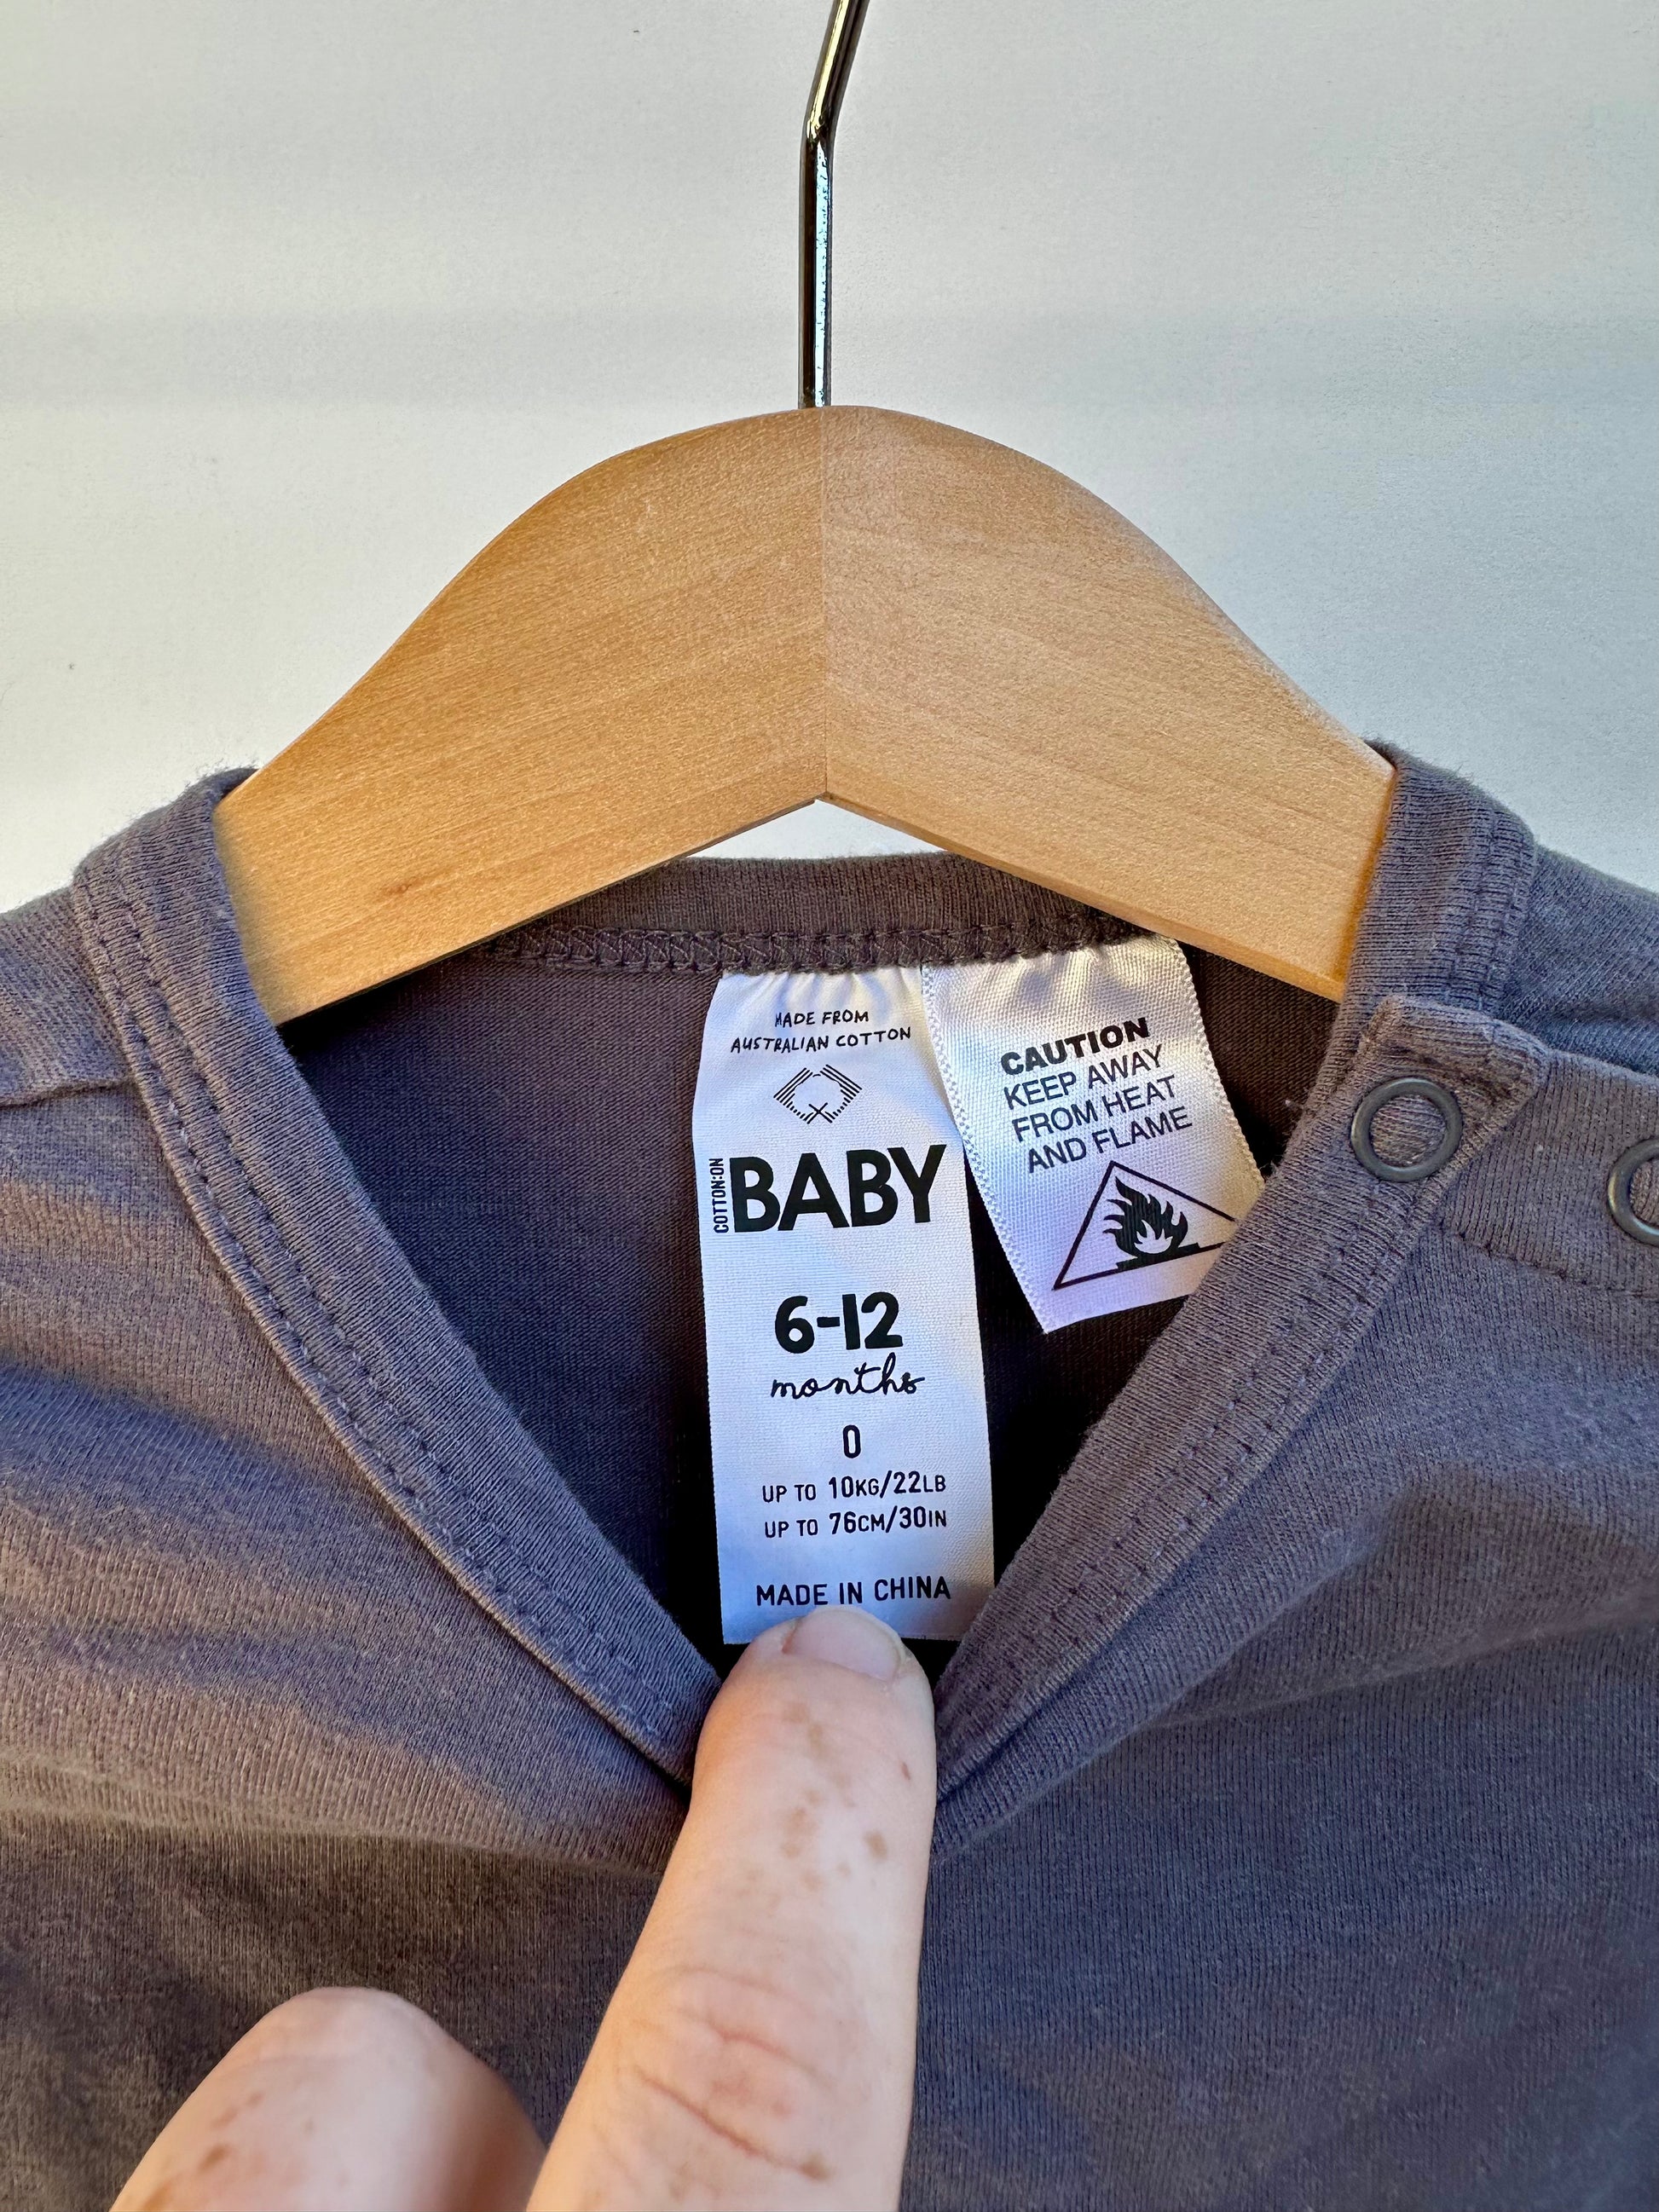 MADE FROM
AUSTRALIAN COTTON
COTTON:ON
BABY
6-12
months
0
UP TO 10KG/22LB
UP TO 76CM/30IN
MADE IN CHINA
CAUTION
KEEP AWAY
FROM HEAT
AND FLAME